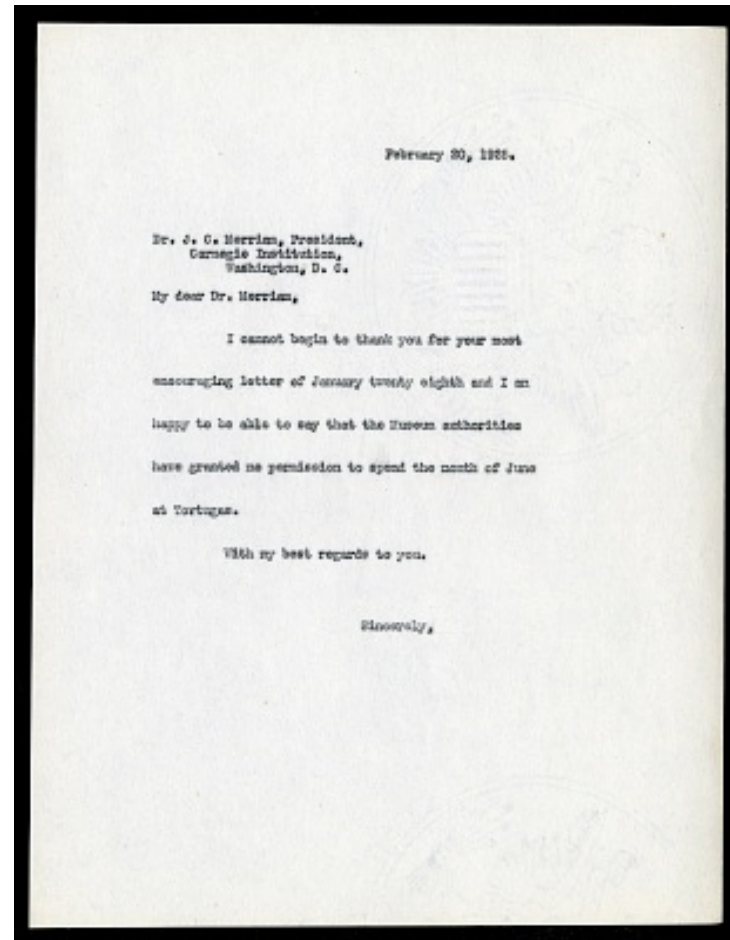 February 20,
Dr. J. C. Merriam, President,
Carnegie Institution,
Washington, D. C.
My dear Dr. Merriam,
I cannot begin to thank you for your most
encouraging letter of January twenty eighth and I am
happy to be able to say that the Museum authorities
have granted me permission to spend the month of June
at Tortugas.
With my best regards to you.
Sincerely,